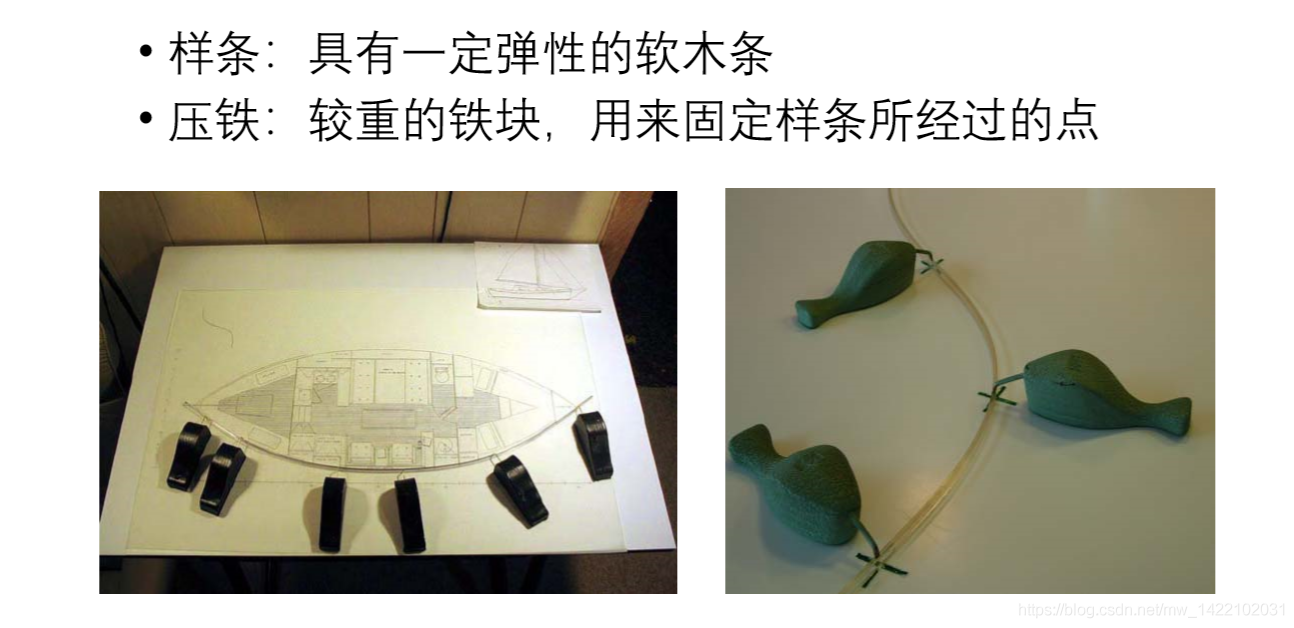 • 样条：具有一定弹性的软木条
• 压铁：较重的铁块，用来固定样条所经过的点
https://blog.csdn.net/mw_1422102031